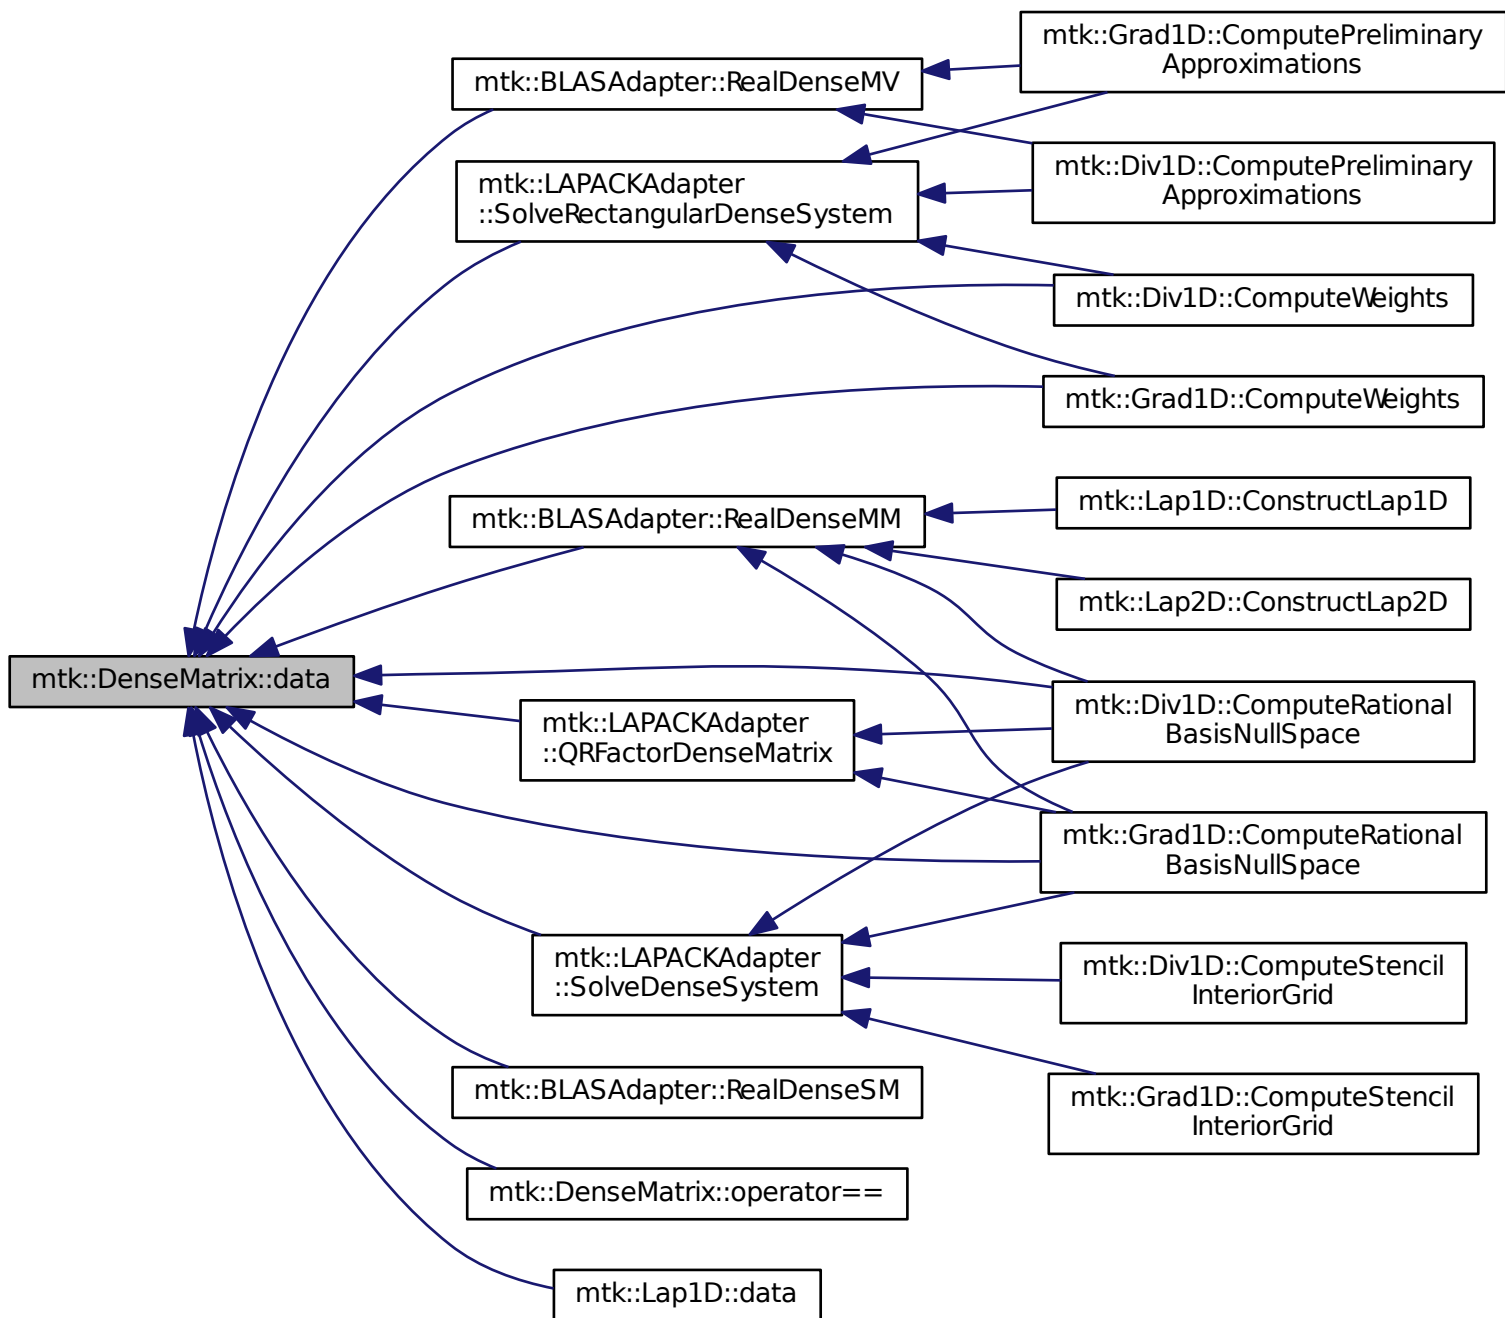 mtk::Grad1D::ComputePreliminary
Approximations
mtk::BLASAdapter::RealDenseMV
mtk::Div1D::ComputePreliminary
Approximations
mtk::LAPACKAdapter
::SolveRectangularDenseSystem
mtk::Div1D::ComputeWeights
mtk::Grad1D::ComputeWeights
mtk::Lap1D::ConstructLap1D
mtk::BLASAdapter::RealDenseMM
mtk::Lap2D::ConstructLap2D
mtk::DenseMatrix::data
mtk::Div1D::ComputeRational
BasisNullSpace
mtk::LAPACKAdapter
::QRFactorDenseMatrix
mtk::Grad1D::ComputeRational
BasisNullSpace
mtk::LAPACKAdapter
::SolveDenseSystem
mtk::Div1D::ComputeStencil
InteriorGrid
mtk::BLASAdapter::RealDenseSM
mtk::Grad1D::ComputeStencil
InteriorGrid
mtk::DenseMatrix::operator==
mtk::Lap1D::data